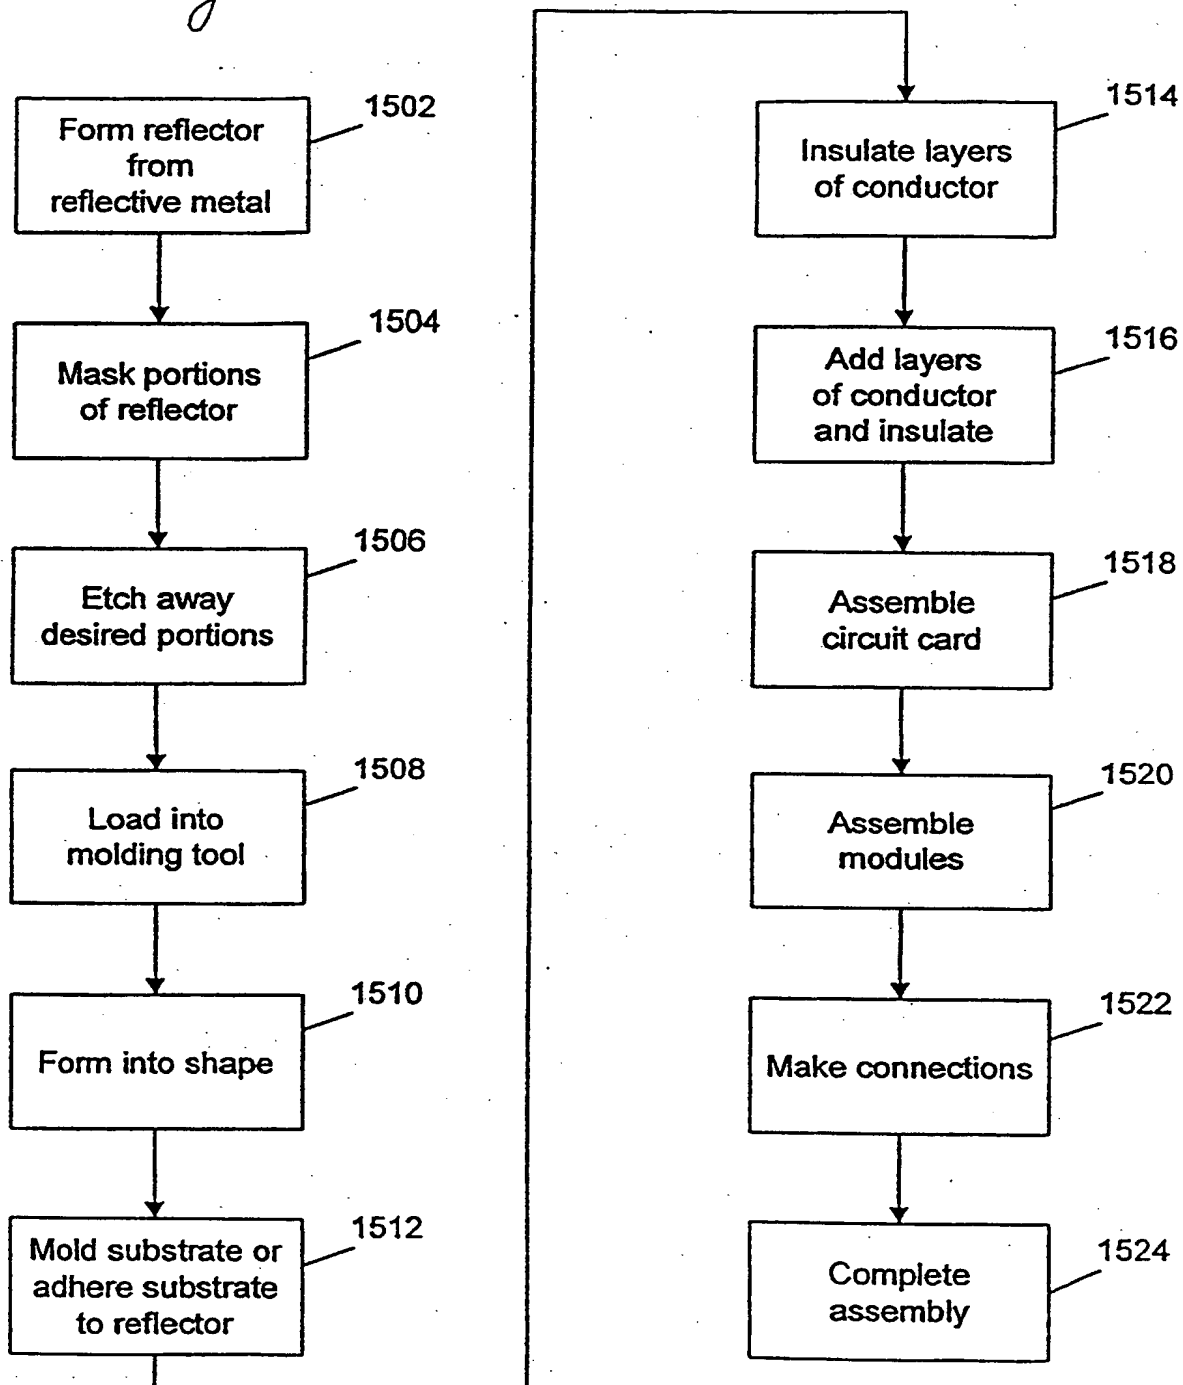 1502
Form reflector
from
reflective metal
1504
Mask portions
of reflector
1506
Etch away
desired portions
1508
Load into
molding tool
1510
Form into shape
1512
Mold substrate or
adhere substrate
to reflector
1514
Insulate layers
of conductor
1516
Add layers
of conductor
and insulate
1518
Assemble
circuit card
1520
Assemble
modules
1522
Make connections
1524
Complete
assembly